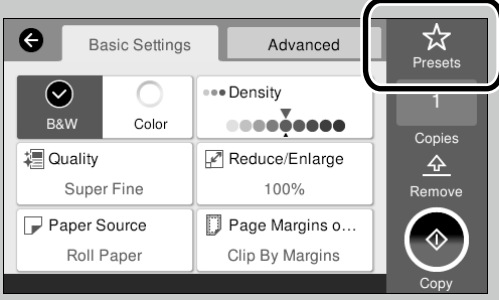 Basic Settings
Advanced
Presets
B&W
Color
Density
1
Copies
Quality
Super Fine
Reduce/Enlarge
100%
Remove
Paper Source
Roll Paper
Page Margins o...
Clip By Margins
Copy